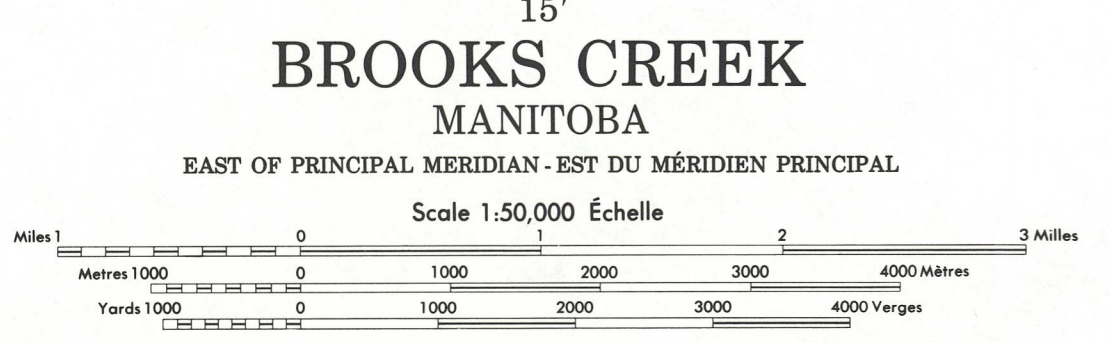 15′
BROOKS CREEK
MANITOBA
EAST OF PRINCIPAL MERIDIAN - EST DU MÉRIDIEN PRINCIPAL
Scale 1:50,000 Échelle
Miles 1 0 1 2 3 Milles
Metres 1000 0 1000 2000 3000 4000 Mètres
Yards 1000 0 1000 2000 3000 4000 Verges